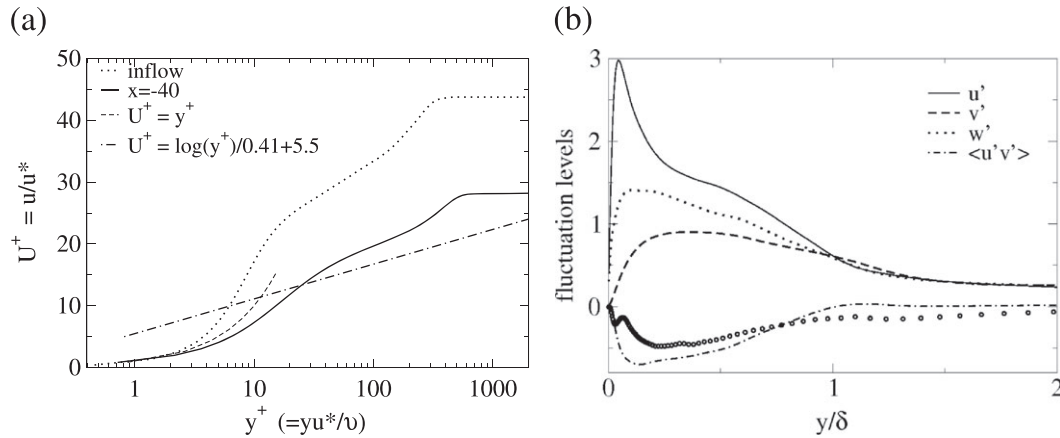 (a)
50
40
30
20
10
0
U⁺ = u/u*
inflow
x=-40
U⁺ = y⁺
U⁺ = log(y⁺)/0.41+5.5
1 10 100 1000
y⁺ (=yu*/υ)
(b)
3
2
1
0
fluctuation levels
u'
v'
w'
<u'v'>
0 1 2
y/δ